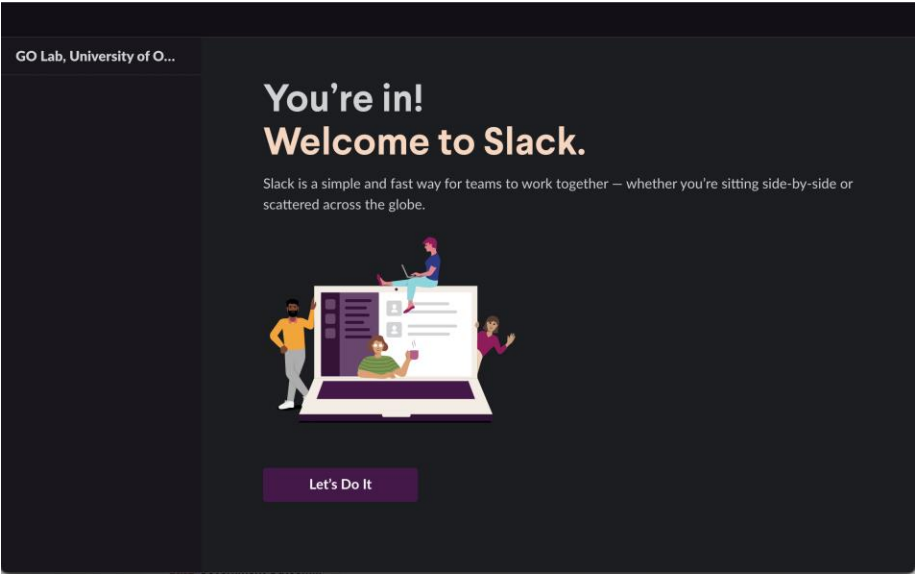 GO Lab, University of O...
You're in!
Welcome to Slack.
Slack is a simple and fast way for teams to work together — whether you're sitting side-by-side or
scattered across the globe.
Let's Do It